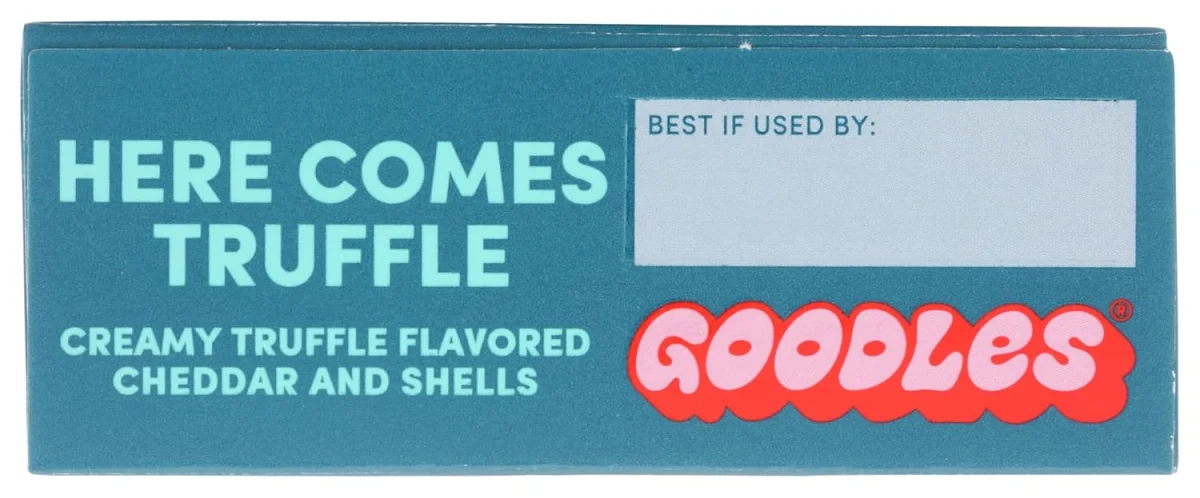 HERE COMES
TRUFFLE
CREAMY TRUFFLE FLAVORED
CHEDDAR AND SHELLS
BEST IF USED BY:
GOODLES®